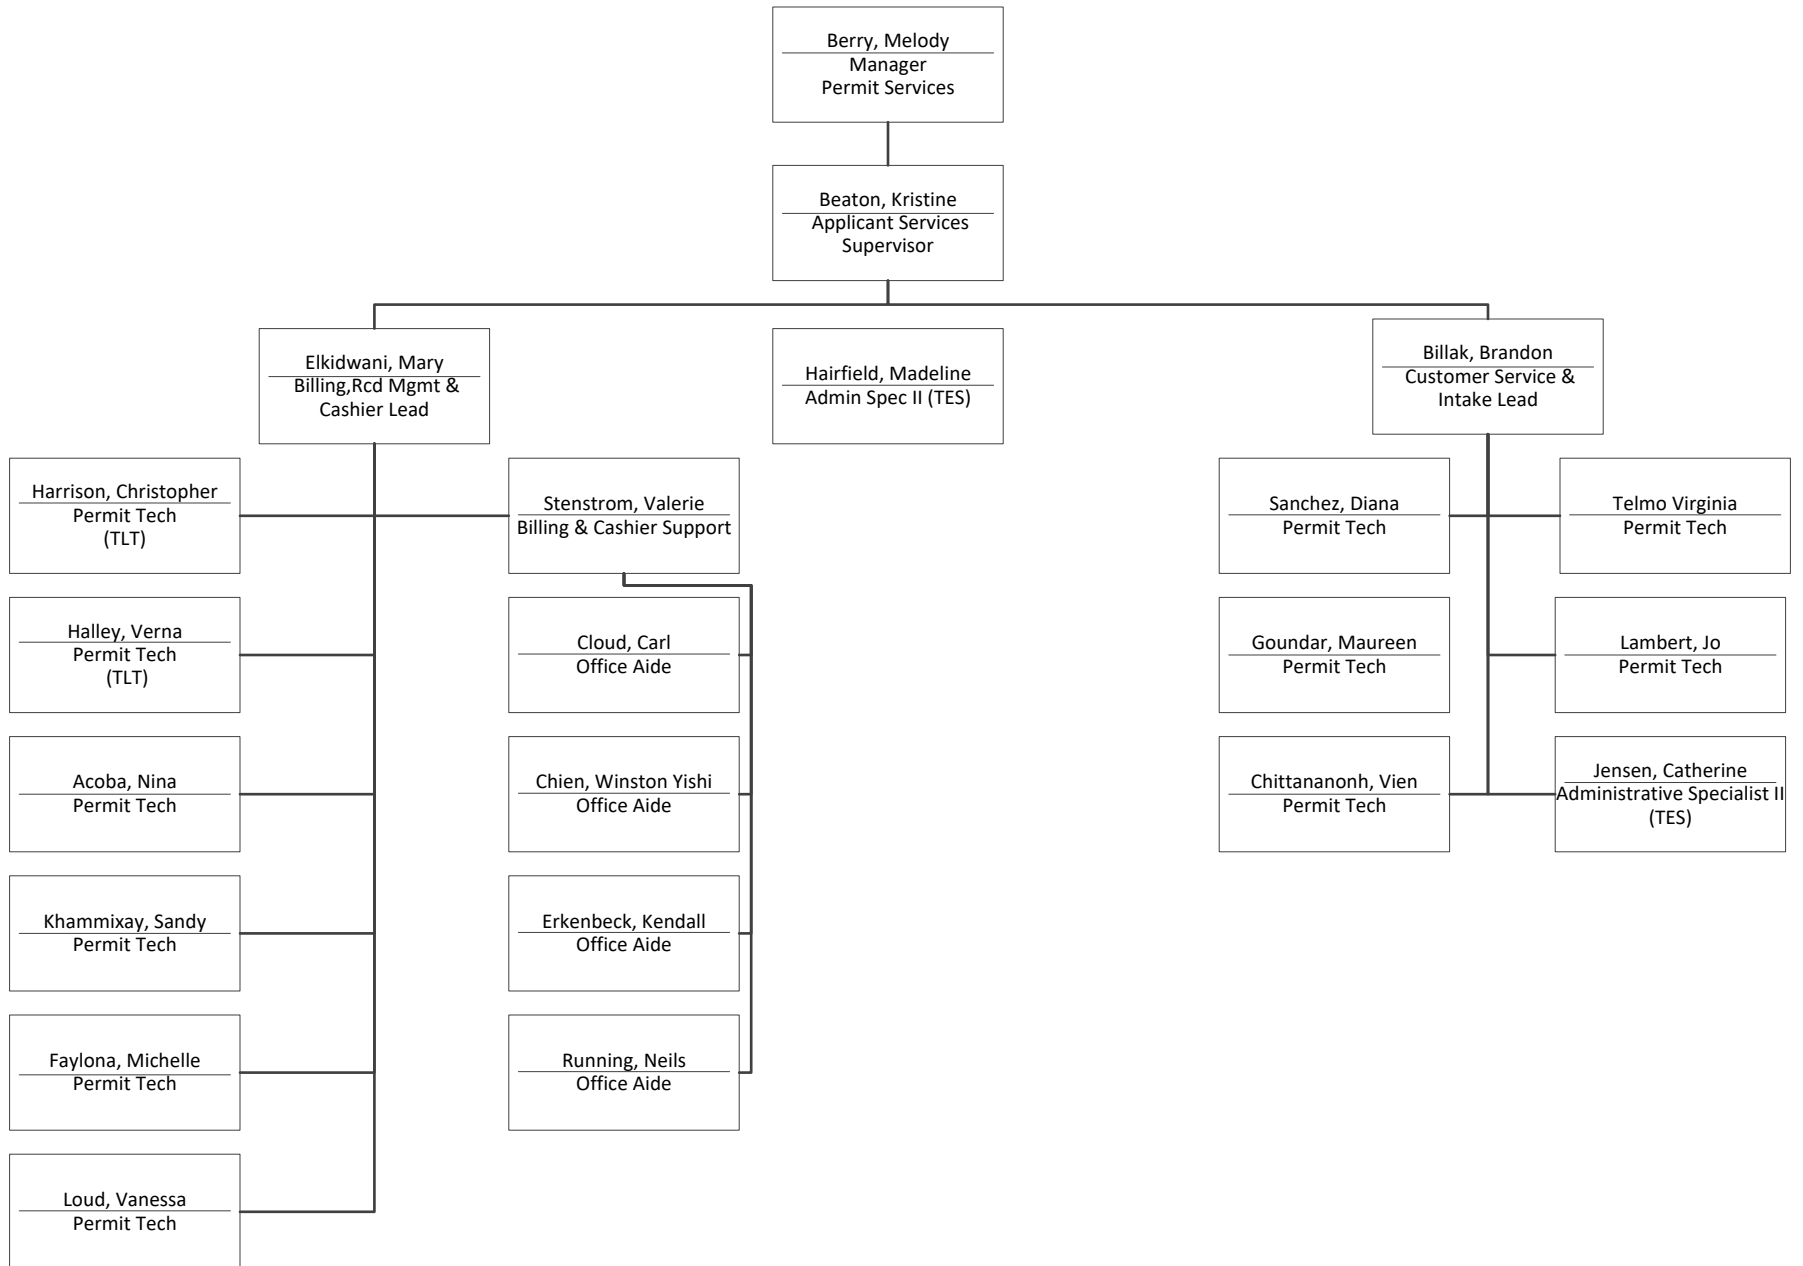 Berry, Melody
Manager
Permit Services
Beaton, Kristine
Applicant Services
Supervisor
Elkidwani, Mary
Billing,Rcd Mgmt &
Cashier Lead
Hairfield, Madeline
Admin Spec II (TES)
Billak, Brandon
Customer Service &
Intake Lead
Harrison, Christopher
Permit Tech
(TLT)
Stenstrom, Valerie
Billing & Cashier Support
Sanchez, Diana
Permit Tech
Telmo Virginia
Permit Tech
Halley, Verna
Permit Tech
(TLT)
Cloud, Carl
Office Aide
Goundar, Maureen
Permit Tech
Lambert, Jo
Permit Tech
Acoba, Nina
Permit Tech
Chien, Winston Yishi
Office Aide
Chittananonh, Vien
Permit Tech
Jensen, Catherine
Administrative Specialist II
(TES)
Khammixay, Sandy
Permit Tech
Erkenbeck, Kendall
Office Aide
Faylona, Michelle
Permit Tech
Running, Neils
Office Aide
Loud, Vanessa
Permit Tech